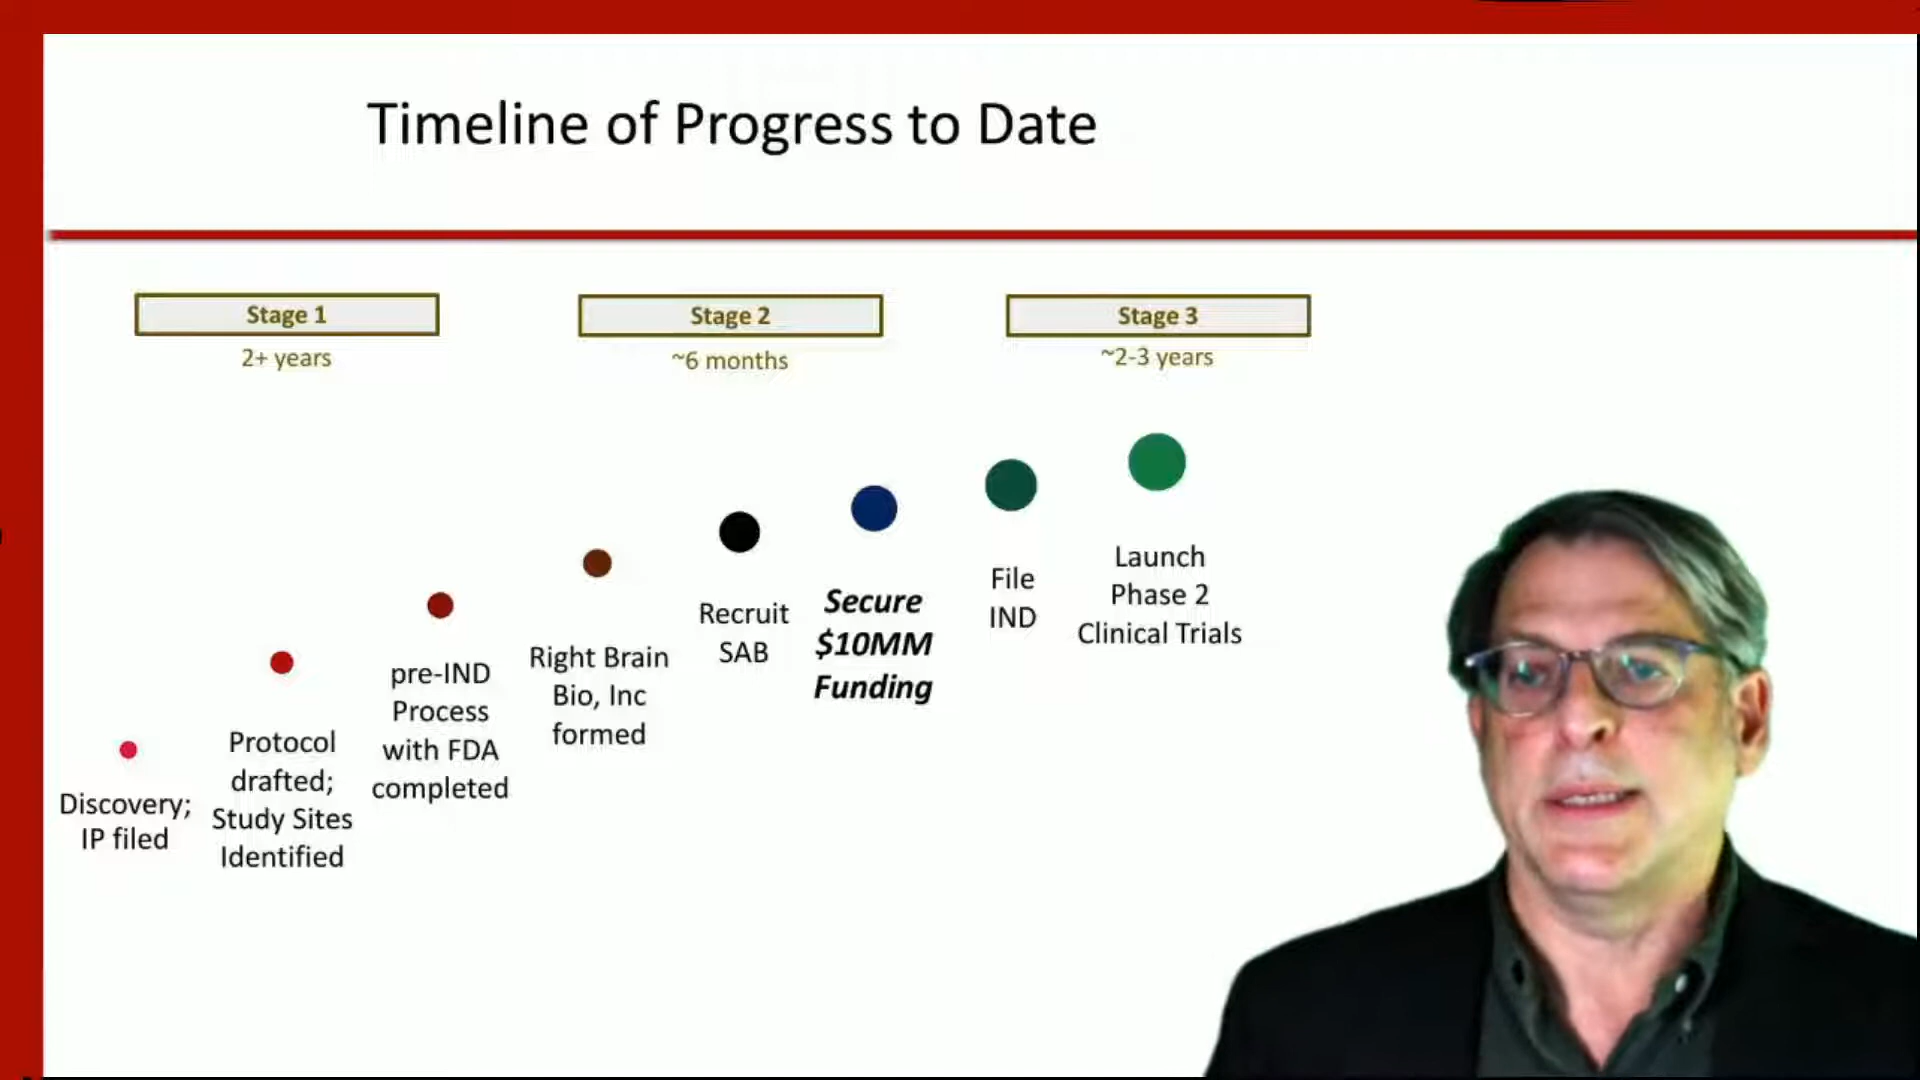 Timeline of Progress to Date
Stage 1
2+ years
Stage 2
~6 months
Stage 3
~2-3 years
Discovery;
IP filed
Protocol
drafted;
Study Sites
Identified
pre-IND
Process
with FDA
completed
Right Brain
Bio, Inc
formed
Recruit
SAB
Secure
$10MM
Funding
File
IND
Launch
Phase 2
Clinical Trials